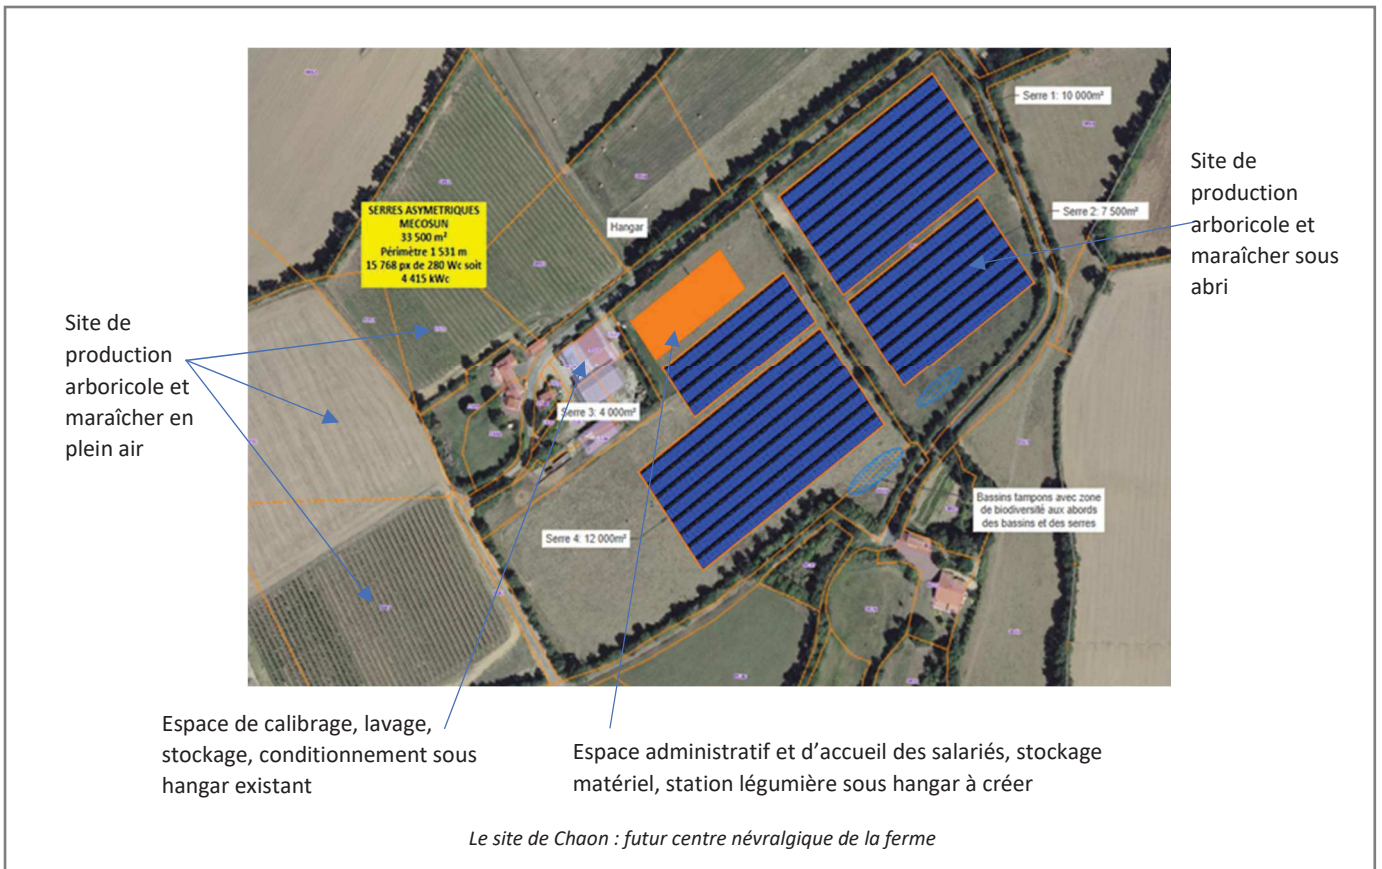 Serre 1: 10 000m²
Site de
production
arboricole et
maraîcher sous
abri
SERRES ASYMETRIQUES
MECOSUN
33 500 m²
Périmètre 1 531 m
15 768 px de 280 Wc soit
4 415 kWc
Hangar
Serre 2: 7 500m²
Site de
production
arboricole et
maraîcher en
plein air
Serre 3: 4 000m²
Serre 4: 12 000m²
Bassins tampons avec zone
de biodiversité aux abords
des bassins et des serres
Espace de calibrage, lavage,
stockage, conditionnement sous
hangar existant
Espace administratif et d’accueil des salariés, stockage
matériel, station légumière sous hangar à créer
Le site de Chaon : futur centre névralgique de la ferme